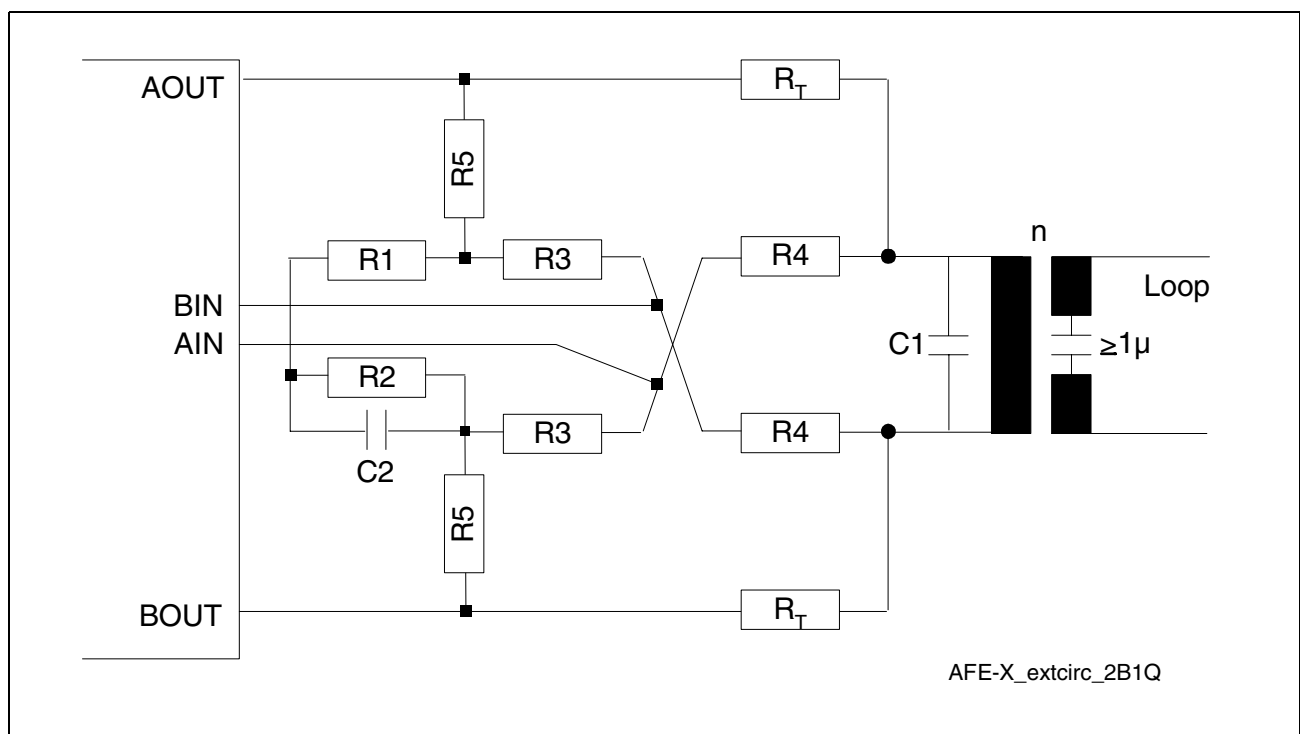 AOUT
R_T
R5
R1
R3
R4
n
BIN
Loop
AIN
C1
≥1µ
R2
R3
R4
C2
R5
BOUT
R_T
AFE-X_extcirc_2B1Q